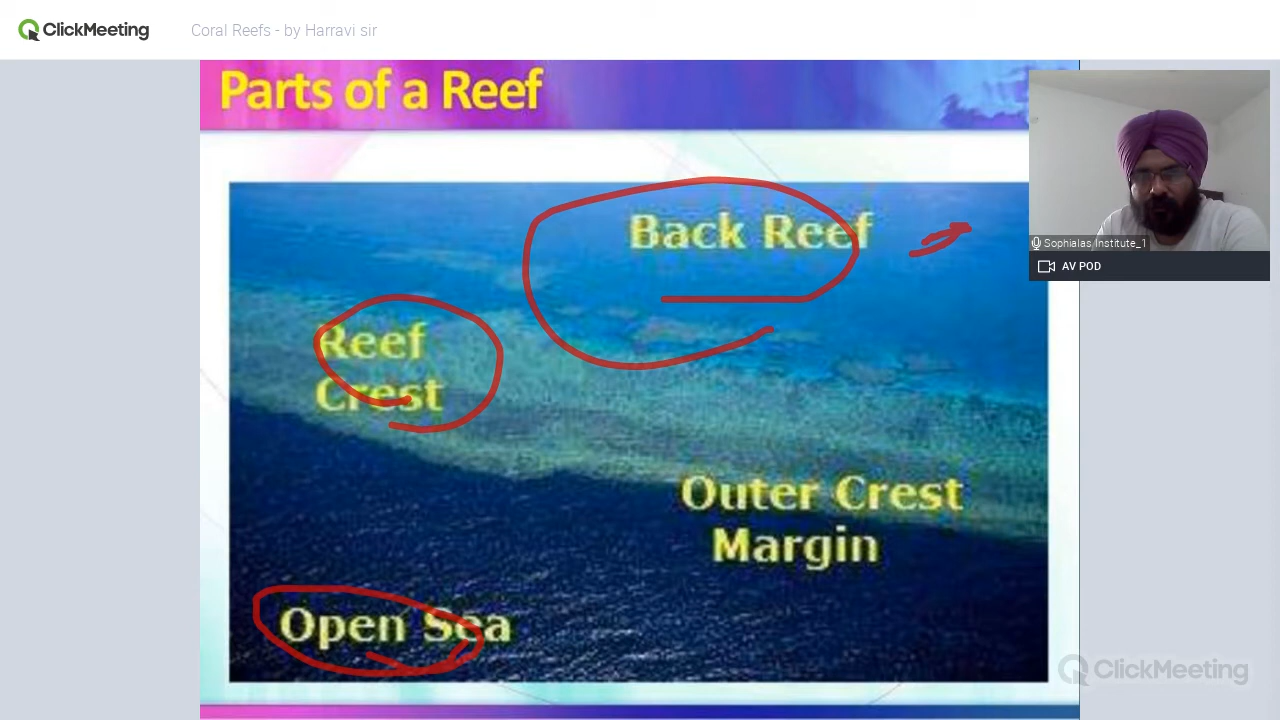 ClickMeeting
Coral Reefs - by Harravi sir
Parts of a Reef
Back Reef
Sophialas Institute_1
AV POD
Reef
Crest
Outer Crest
Margin
Open Sea
ClickMeeting